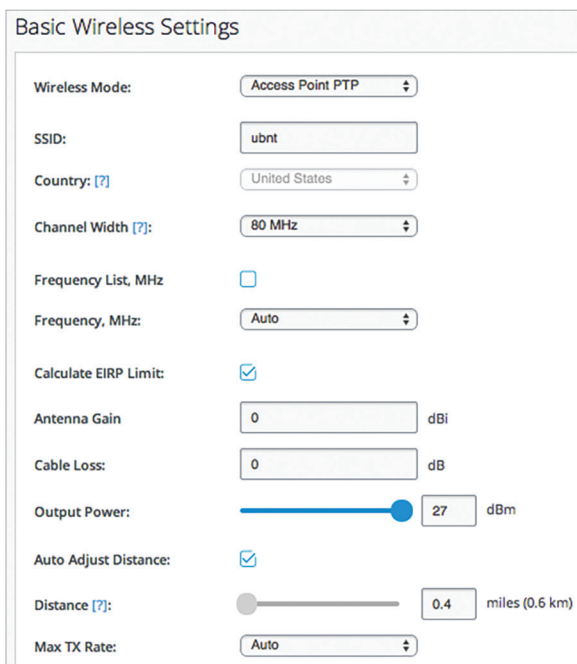 Basic Wireless Settings
Wireless Mode: Access Point PTP
SSID: ubnt
Country: [?] United States
Channel Width [?]: 80 MHz
Frequency List, MHz
Frequency, MHz: Auto
Calculate EIRP Limit:
Antenna Gain 0 dBi
Cable Loss: 0 dB
Output Power: 27 dBm
Auto Adjust Distance:
Distance [?]: 0.4 miles (0.6 km)
Max TX Rate: Auto